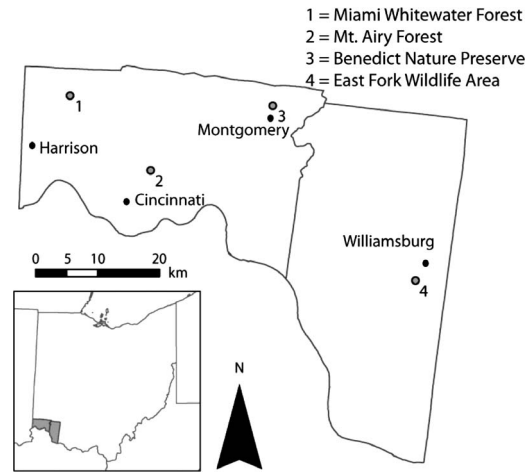 1 = Miami Whitewater Forest
2 = Mt. Airy Forest
3 = Benedict Nature Preserve
4 = East Fork Wildlife Area
1
3
Montgomery
Harrison
2
Cincinnati
Williamsburg
4
0 5 10 20
km
N